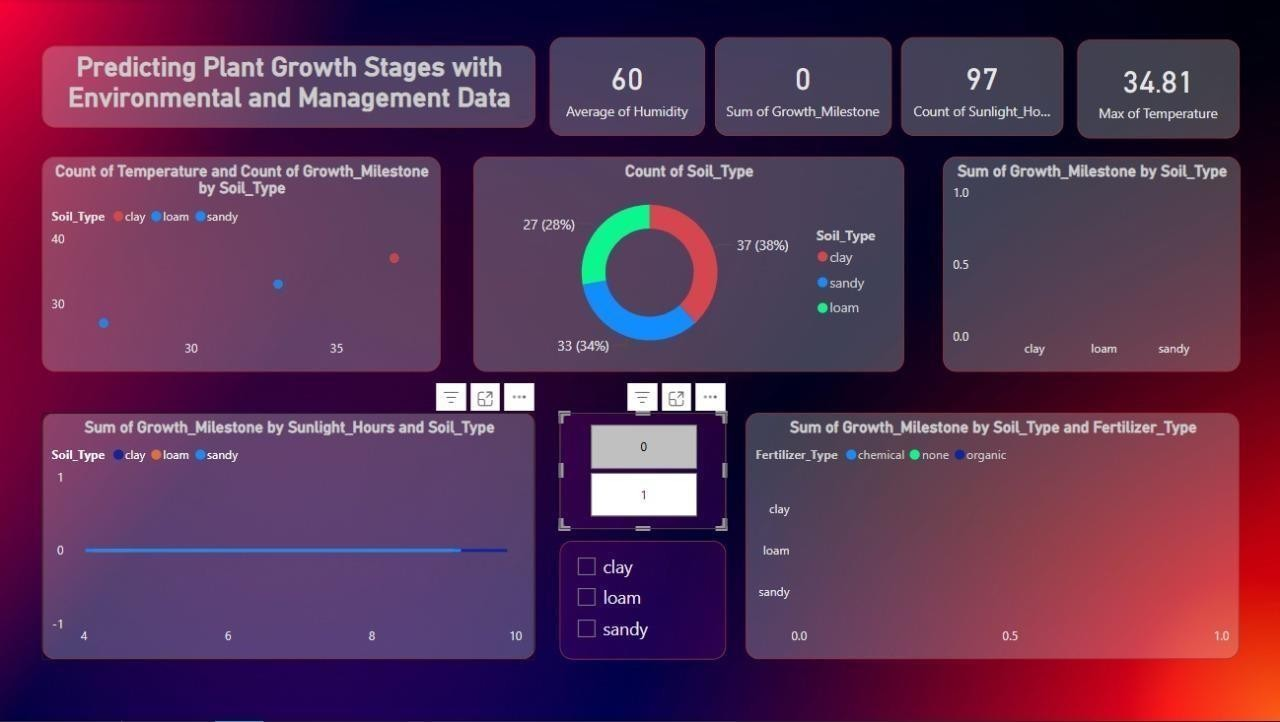 Predicting Plant Growth Stages with
Environmental and Management Data
60
Average of Humidity
0
Sum of Growth_Milestone
97
Count of Sunlight_Ho...
34.81
Max of Temperature
Count of Temperature and Count of Growth_Milestone
by Soil_Type
Soil_Type clay loam sandy
40
30
30 35
Count of Soil_Type
27 (28%)
37 (38%)
33 (34%)
Soil_Type
clay
sandy
loam
Sum of Growth_Milestone by Soil_Type
1.0
0.5
0.0
clay loam sandy
Sum of Growth_Milestone by Sunlight_Hours and Soil_Type
Soil_Type clay loam sandy
1
0
-1
4 6 8 10
0
1
clay
loam
sandy
Sum of Growth_Milestone by Soil_Type and Fertilizer_Type
Fertilizer_Type chemical none organic
clay
loam
sandy
0.0 0.5 1.0